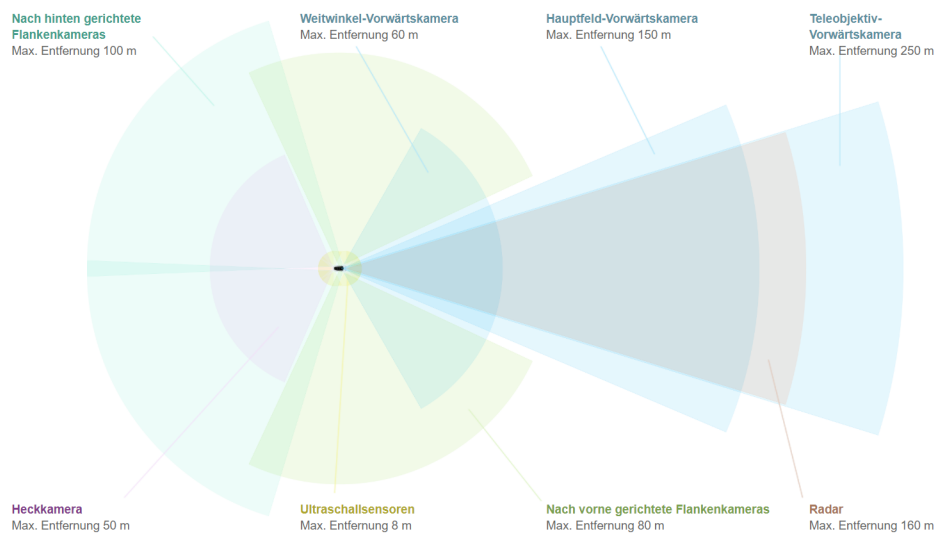 Nach hinten gerichtete
Flankenkameras
Max. Entfernung 100 m
Weitwinkel-Vorwärtskamera
Max. Entfernung 60 m
Hauptfeld-Vorwärtskamera
Max. Entfernung 150 m
Teleobjektiv-
Vorwärtskamera
Max. Entfernung 250 m
Heckkamera
Max. Entfernung 50 m
Ultraschallsensoren
Max. Entfernung 8 m
Nach vorne gerichtete Flankenkameras
Max. Entfernung 80 m
Radar
Max. Entfernung 160 m